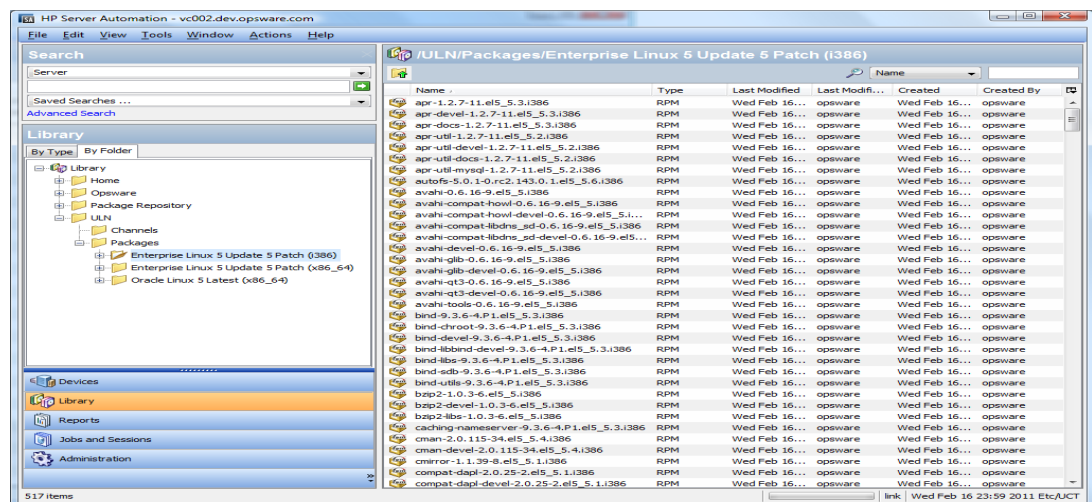 HP Server Automation - vc002.dev.opsware.com
File Edit View Tools Window Actions Help
Search
Server
Saved Searches ...
Advanced Search
Library
By Type By Folder
Library
Home
Opsware
Package Repository
ULN
Channels
Packages
Enterprise Linux 5 Update 5 Patch (i386)
Enterprise Linux 5 Update 5 Patch (x86_64)
Oracle Linux 5 Latest (x86_64)
Devices
Library
Reports
Jobs and Sessions
Administration
/ULN/Packages/Enterprise Linux 5 Update 5 Patch (i386)
Name
Name Type Last Modified Last Modifi... Created Created By
apr-1.2.7-11.el5_5.3.i386 RPM Wed Feb 16... opsware Wed Feb 16... opsware
apr-devel-1.2.7-11.el5_5.3.i386 RPM Wed Feb 16... opsware Wed Feb 16... opsware
apr-docs-1.2.7-11.el5_5.3.i386 RPM Wed Feb 16... opsware Wed Feb 16... opsware
apr-util-1.2.7-11.el5_5.2.i386 RPM Wed Feb 16... opsware Wed Feb 16... opsware
apr-util-devel-1.2.7-11.el5_5.2.i386 RPM Wed Feb 16... opsware Wed Feb 16... opsware
apr-util-docs-1.2.7-11.el5_5.2.i386 RPM Wed Feb 16... opsware Wed Feb 16... opsware
apr-util-mysql-1.2.7-11.el5_5.2.i386 RPM Wed Feb 16... opsware Wed Feb 16... opsware
autofs-5.0.1-0.rc2.143.0.1.el5_5.6.i386 RPM Wed Feb 16... opsware Wed Feb 16... opsware
avahi-0.6.16-9.el5_5.i386 RPM Wed Feb 16... opsware Wed Feb 16... opsware
avahi-compat-howl-0.6.16-9.el5_5.i386 RPM Wed Feb 16... opsware Wed Feb 16... opsware
avahi-compat-howl-devel-0.6.16-9.el5_5.i... RPM Wed Feb 16... opsware Wed Feb 16... opsware
avahi-compat-libdns_sd-0.6.16-9.el5_5.i386 RPM Wed Feb 16... opsware Wed Feb 16... opsware
avahi-compat-libdns_sd-devel-0.6.16-9.el5... RPM Wed Feb 16... opsware Wed Feb 16... opsware
avahi-devel-0.6.16-9.el5_5.i386 RPM Wed Feb 16... opsware Wed Feb 16... opsware
avahi-glib-0.6.16-9.el5_5.i386 RPM Wed Feb 16... opsware Wed Feb 16... opsware
avahi-glib-devel-0.6.16-9.el5_5.i386 RPM Wed Feb 16... opsware Wed Feb 16... opsware
avahi-qt3-0.6.16-9.el5_5.i386 RPM Wed Feb 16... opsware Wed Feb 16... opsware
avahi-qt3-devel-0.6.16-9.el5_5.i386 RPM Wed Feb 16... opsware Wed Feb 16... opsware
avahi-tools-0.6.16-9.el5_5.i386 RPM Wed Feb 16... opsware Wed Feb 16... opsware
bind-9.3.6-4.P1.el5_5.3.i386 RPM Wed Feb 16... opsware Wed Feb 16... opsware
bind-chroot-9.3.6-4.P1.el5_5.3.i386 RPM Wed Feb 16... opsware Wed Feb 16... opsware
bind-devel-9.3.6-4.P1.el5_5.3.i386 RPM Wed Feb 16... opsware Wed Feb 16... opsware
bind-libbind-devel-9.3.6-4.P1.el5_5.3.i386 RPM Wed Feb 16... opsware Wed Feb 16... opsware
bind-libs-9.3.6-4.P1.el5_5.3.i386 RPM Wed Feb 16... opsware Wed Feb 16... opsware
bind-sdb-9.3.6-4.P1.el5_5.3.i386 RPM Wed Feb 16... opsware Wed Feb 16... opsware
bind-utils-9.3.6-4.P1.el5_5.3.i386 RPM Wed Feb 16... opsware Wed Feb 16... opsware
bzip2-1.0.3-6.el5_5.i386 RPM Wed Feb 16... opsware Wed Feb 16... opsware
bzip2-devel-1.0.3-6.el5_5.i386 RPM Wed Feb 16... opsware Wed Feb 16... opsware
bzip2-libs-1.0.3-6.el5_5.i386 RPM Wed Feb 16... opsware Wed Feb 16... opsware
caching-nameserver-9.3.6-4.P1.el5_5.3.i386 RPM Wed Feb 16... opsware Wed Feb 16... opsware
cman-2.0.115-34.el5_5.4.i386 RPM Wed Feb 16... opsware Wed Feb 16... opsware
cman-devel-2.0.115-34.el5_5.4.i386 RPM Wed Feb 16... opsware Wed Feb 16... opsware
cmirror-1.1.39-8.el5_5.1.i386 RPM Wed Feb 16... opsware Wed Feb 16... opsware
compat-dapl-2.0.25-2.el5_5.1.i386 RPM Wed Feb 16... opsware Wed Feb 16... opsware
compat-dapl-devel-2.0.25-2.el5_5.1.i386 RPM Wed Feb 16... opsware Wed Feb 16... opsware
517 items
link Wed Feb 16 23:59 2011 Etc/UCT